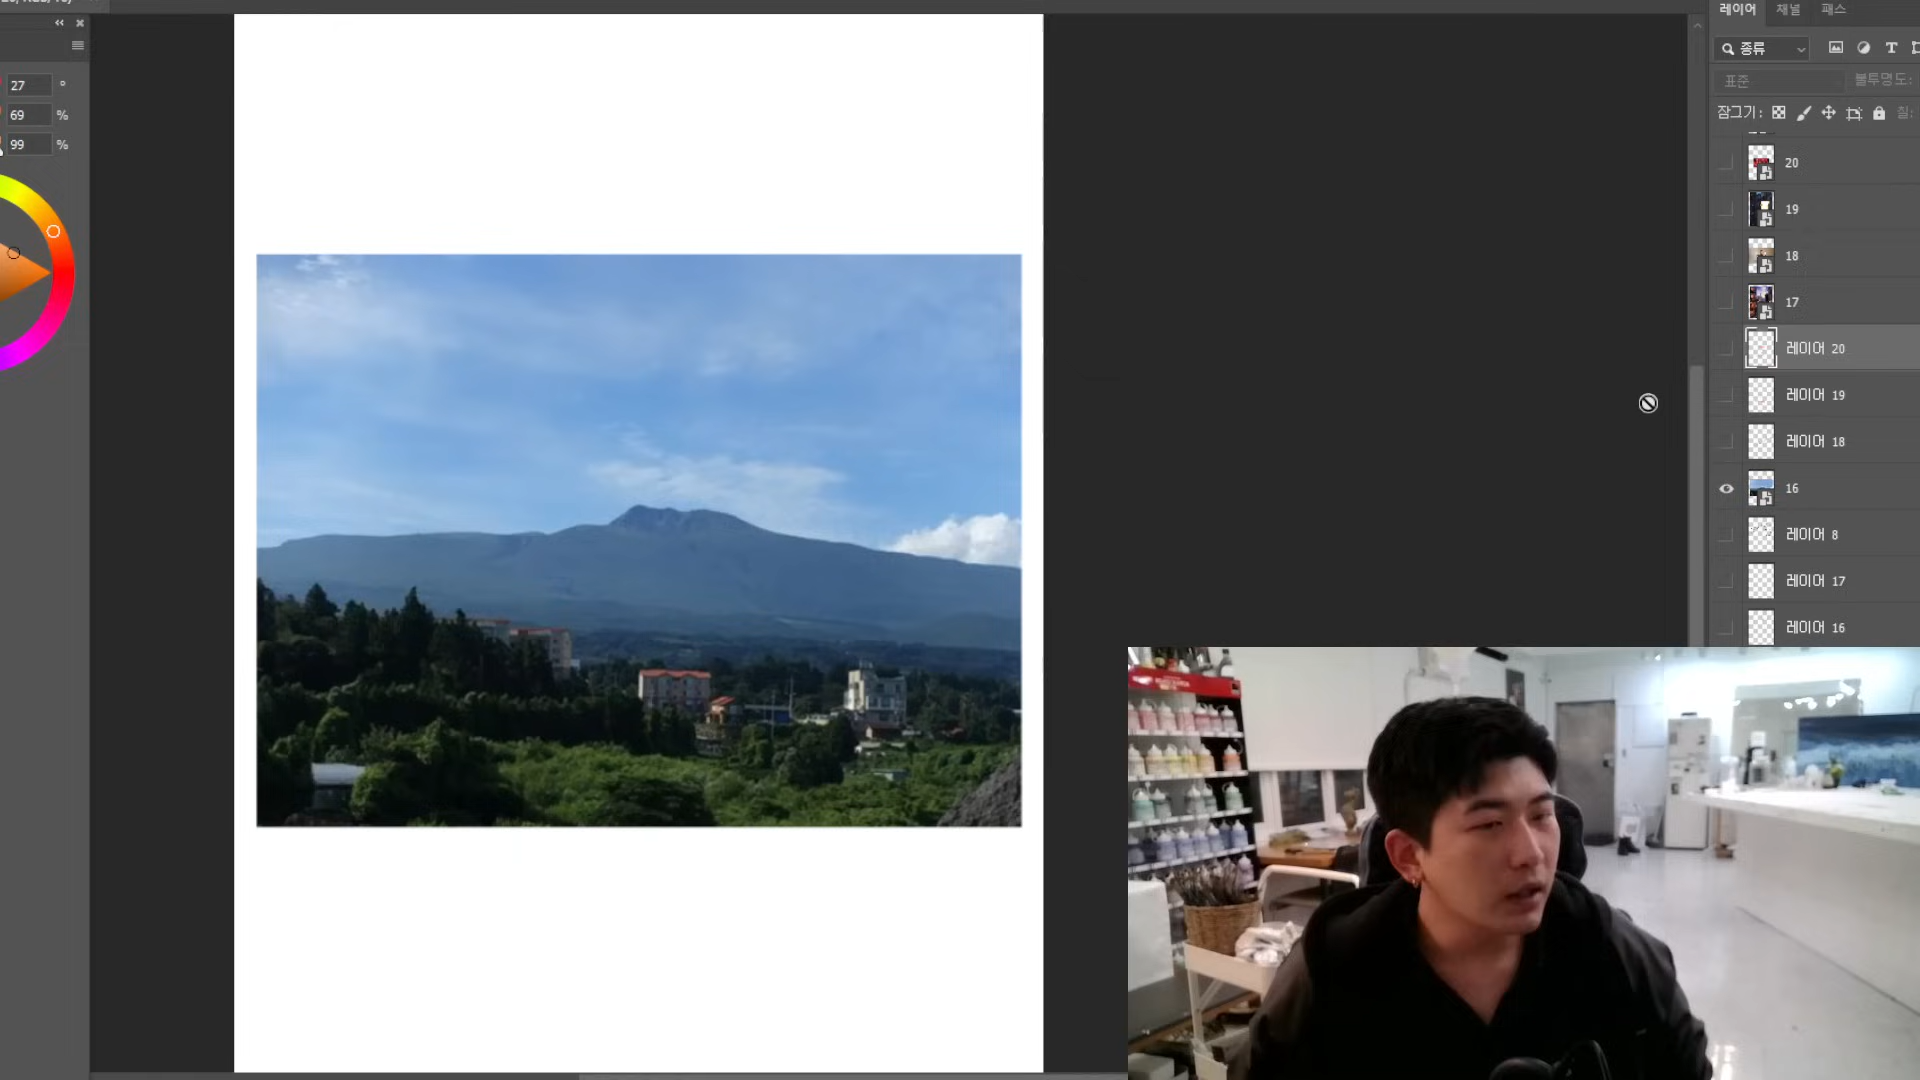 27 °
69 %
99 %
레이어 채널 패스
종류
표준 불투명도:
잠그기: 칠:
20
19
18
17
레이어 20
레이어 19
레이어 18
16
레이어 8
레이어 17
레이어 16